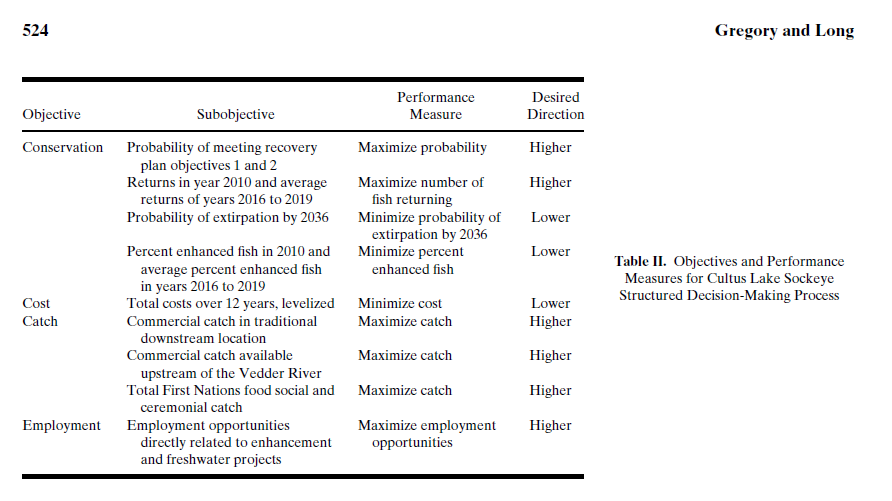 524
Gregory and Long
Objective Subobjective Performance Measure Desired Direction
Conservation Probability of meeting recovery plan objectives 1 and 2 Maximize probability Higher
Returns in year 2010 and average returns of years 2016 to 2019 Maximize number of fish returning Higher
Probability of extirpation by 2036 Minimize probability of extirpation by 2036 Lower
Percent enhanced fish in 2010 and average percent enhanced fish in years 2016 to 2019 Minimize percent enhanced fish Lower
Cost Total costs over 12 years, levelized Minimize cost Lower
Catch Commercial catch in traditional downstream location Maximize catch Higher
Commercial catch available upstream of the Vedder River Maximize catch Higher
Total First Nations food social and ceremonial catch Maximize catch Higher
Employment Employment opportunities directly related to enhancement and freshwater projects Maximize employment opportunities Higher
Table II. Objectives and Performance
Measures for Cultus Lake Sockeye
Structured Decision-Making Process